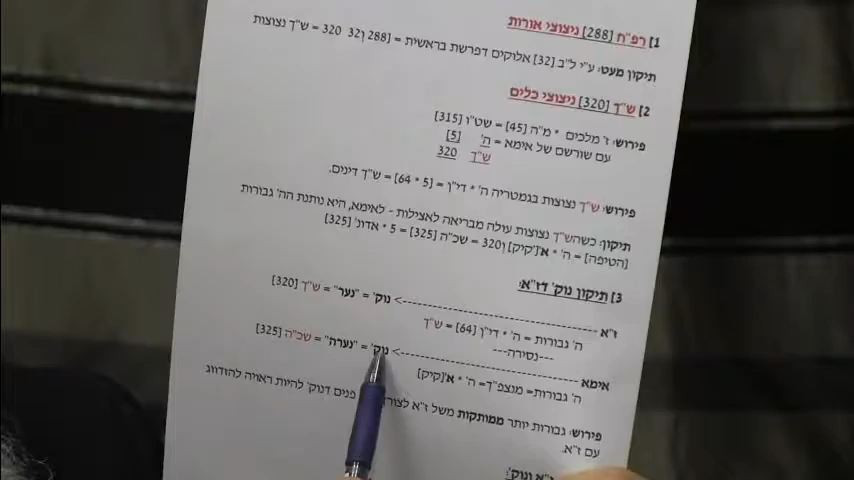 1] רפ"ח [288] ניצוצי אורות
תיקון מעט: ע"י ל"ב [32] אלוקים דפרשת בראשית = [288 ו32 320 = ש"ך נצוצות
2] ש"ך [320] ניצוצי כלים
פירוש: ז' מלכים * מ"ה [45] = שט"ו [315]
עם שורשם של אימא = ה' [5]
ש"ך 320
פירוש: ש"ך נצוצות בגמטריה ה' * די"ן = [5 * 64] = ש"ך דינים.
תיקון: כשהש"ך נצוצות עולה מבריאה לאצילות - לאימא, היא נותנת הה' גבורות
[הטיפה] = ה' * א'[קיק] ו320 = שכ"ה [325] = 5 * אדונ' [325]
3] תיקון נוק' דז"א:
ז"א ----------------------------> נוק' = "נער" = ש"ך [320]
ה' גבורות = ה' * די"ן [64] = ש"ך
---נסירה---
אימא ----------------------------> נוק' = "נערה" = שכ"ה [325]
ה' גבורות= מנצפ"ך= ה' * א'[קיק]
פירוש: גבורות יותר ממותקות משל ז"א פנים דנוק' להיות ראויה להזדווג
עם ז"א.
ז"א ונוק':